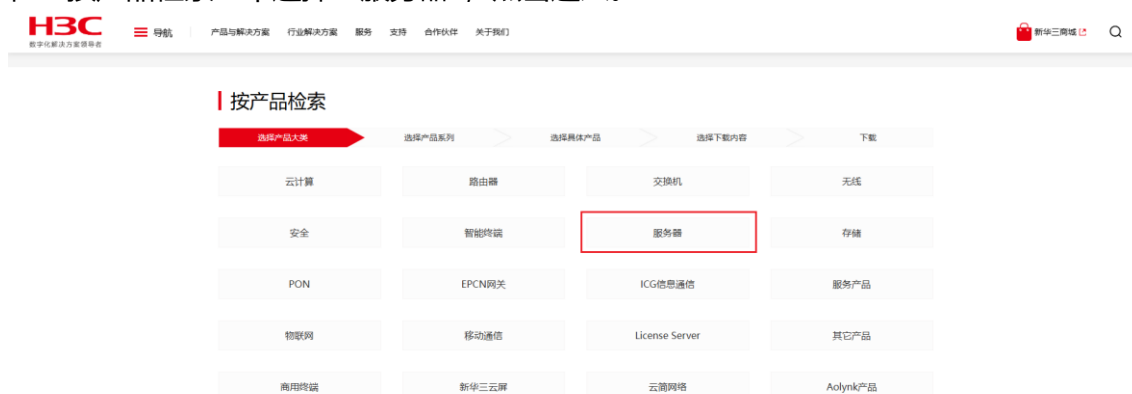 H3C
数字化解决方案领导者
导航 产品与解决方案 行业解决方案 服务 支持 合作伙伴 关于我们 新华三商城
按产品检索
选择产品大类 选择产品系列 选择具体产品 选择下载内容 下载
云计算 路由器 交换机 无线
安全 智能终端 服务器 存储
PON EPCN网关 ICG信息通信 服务产品
物联网 移动通信 License Server 其它产品
商用终端 新华三云屏 云简网络 Aolynk产品